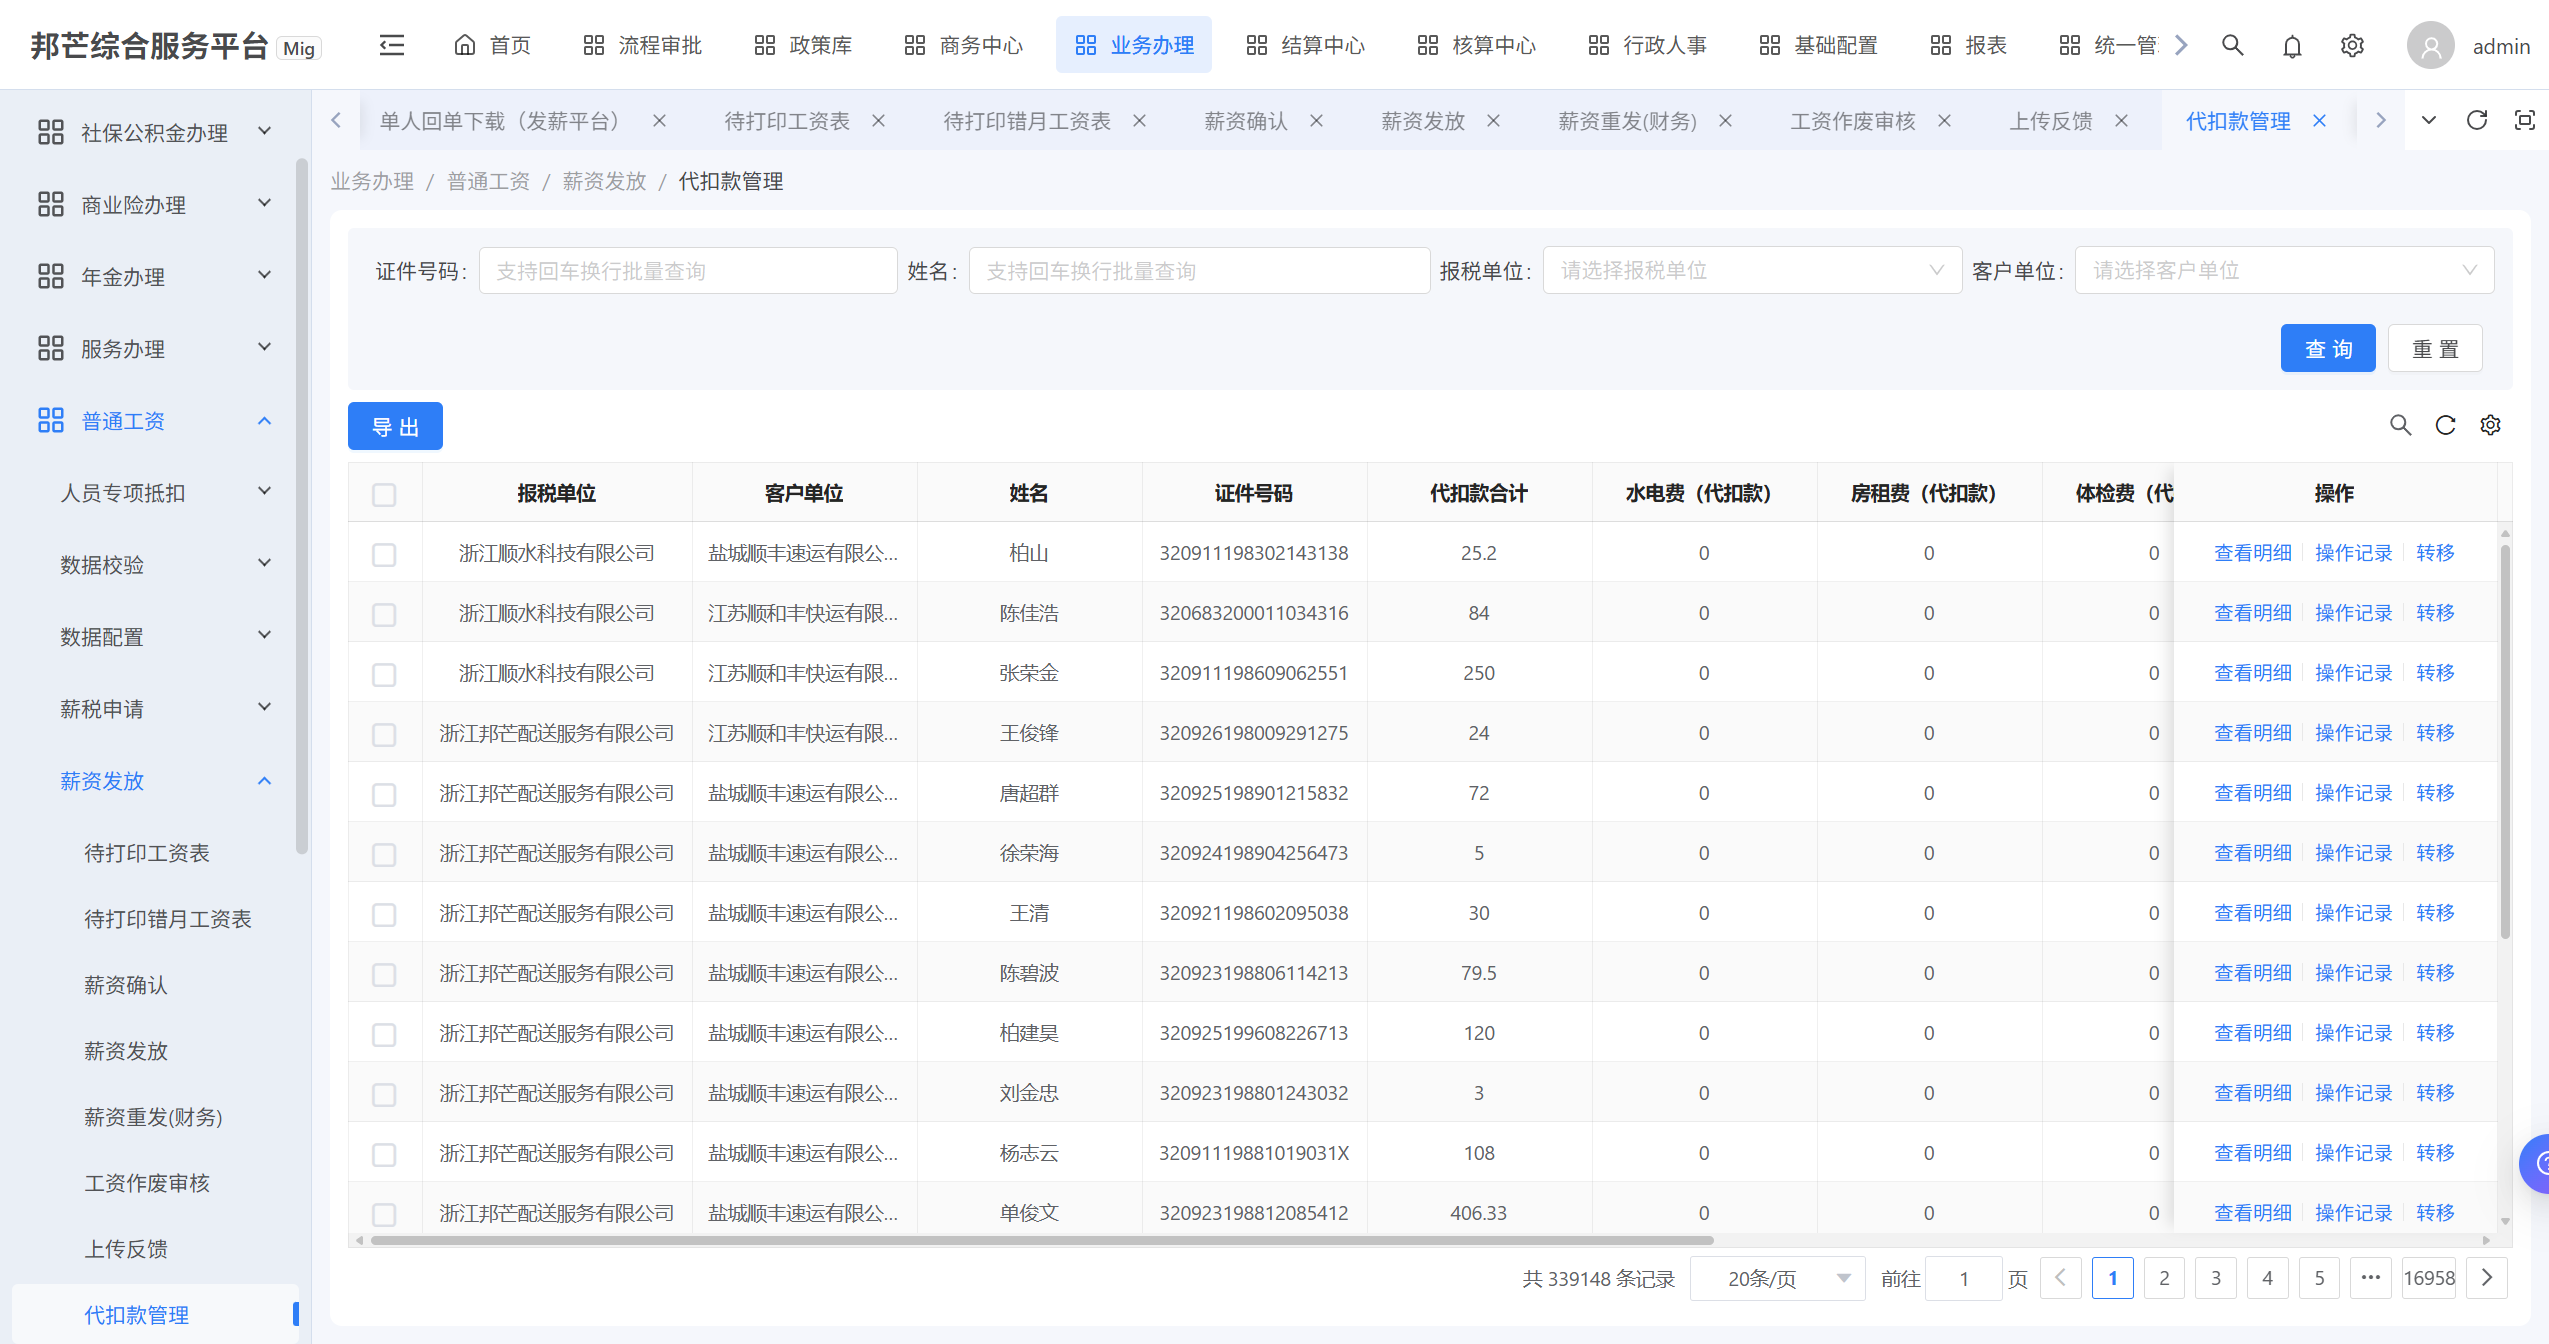 邦芒综合服务平台 Mig 首页 流程审批 政策库 商务中心 业务办理 结算中心 核算中心 行政人事 基础配置 报表 统一管 admin
单人回单下载（发薪平台） 待打印工资表 待打印错月工资表 薪资确认 薪资发放 薪资重发(财务) 工资作废审核 上传反馈 代扣款管理
业务办理 / 普通工资 / 薪资发放 / 代扣款管理
社保公积金办理
商业险办理
年金办理
服务办理
普通工资
人员专项抵扣
数据校验
数据配置
薪税申请
薪资发放
待打印工资表
待打印错月工资表
薪资确认
薪资发放
薪资重发(财务)
工资作废审核
上传反馈
代扣款管理
证件号码: 支持回车换行批量查询 姓名: 支持回车换行批量查询 报税单位: 请选择报税单位 客户单位: 请选择客户单位
查 询 重 置
导 出
报税单位 客户单位 姓名 证件号码 代扣款合计 水电费（代扣款） 房租费（代扣款） 体检费（代 操作
浙江顺水科技有限公司 盐城顺丰速运有限公... 柏山 320911198302143138 25.2 0 0 0 查看明细 操作记录 转移
浙江顺水科技有限公司 江苏顺和丰快运有限... 陈佳浩 320683200011034316 84 0 0 0 查看明细 操作记录 转移
浙江顺水科技有限公司 江苏顺和丰快运有限... 张荣金 320911198609062551 250 0 0 0 查看明细 操作记录 转移
浙江邦芒配送服务有限公司 江苏顺和丰快运有限... 王俊锋 320926198009291275 24 0 0 0 查看明细 操作记录 转移
浙江邦芒配送服务有限公司 盐城顺丰速运有限公... 唐超群 320925198901215832 72 0 0 0 查看明细 操作记录 转移
浙江邦芒配送服务有限公司 盐城顺丰速运有限公... 徐荣海 320924198904256473 5 0 0 0 查看明细 操作记录 转移
浙江邦芒配送服务有限公司 盐城顺丰速运有限公... 王清 320921198602095038 30 0 0 0 查看明细 操作记录 转移
浙江邦芒配送服务有限公司 盐城顺丰速运有限公... 陈碧波 320923198806114213 79.5 0 0 0 查看明细 操作记录 转移
浙江邦芒配送服务有限公司 盐城顺丰速运有限公... 柏建昊 320925199608226713 120 0 0 0 查看明细 操作记录 转移
浙江邦芒配送服务有限公司 盐城顺丰速运有限公... 刘金忠 320923198801243032 3 0 0 0 查看明细 操作记录 转移
浙江邦芒配送服务有限公司 盐城顺丰速运有限公... 杨志云 32091119881019031X 108 0 0 0 查看明细 操作记录 转移
浙江邦芒配送服务有限公司 盐城顺丰速运有限公... 单俊文 320923198812085412 406.33 0 0 0 查看明细 操作记录 转移
共 339148 条记录 20条/页 前往 1 页 1 2 3 4 5 ••• 16958